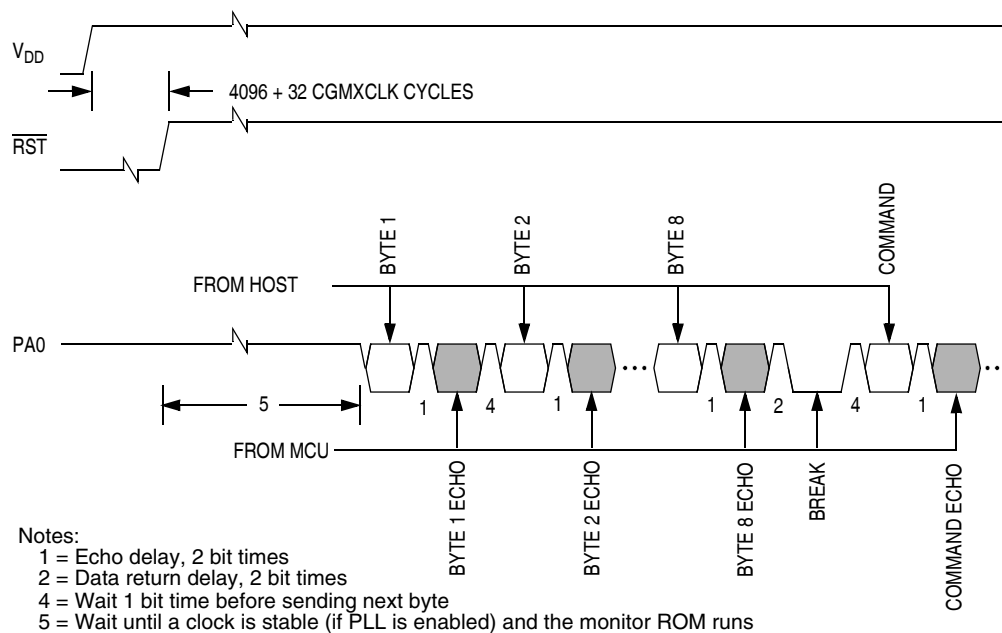 VDD
4096 + 32 CGMXCLK CYCLES
RST
BYTE 1
BYTE 2
BYTE 8
COMMAND
FROM HOST
PA0
5
1
4
1
1
2
4
1
FROM MCU
BYTE 1 ECHO
BYTE 2 ECHO
BYTE 8 ECHO
BREAK
COMMAND ECHO
Notes:
1 = Echo delay, 2 bit times
2 = Data return delay, 2 bit times
4 = Wait 1 bit time before sending next byte
5 = Wait until a clock is stable (if PLL is enabled) and the monitor ROM runs